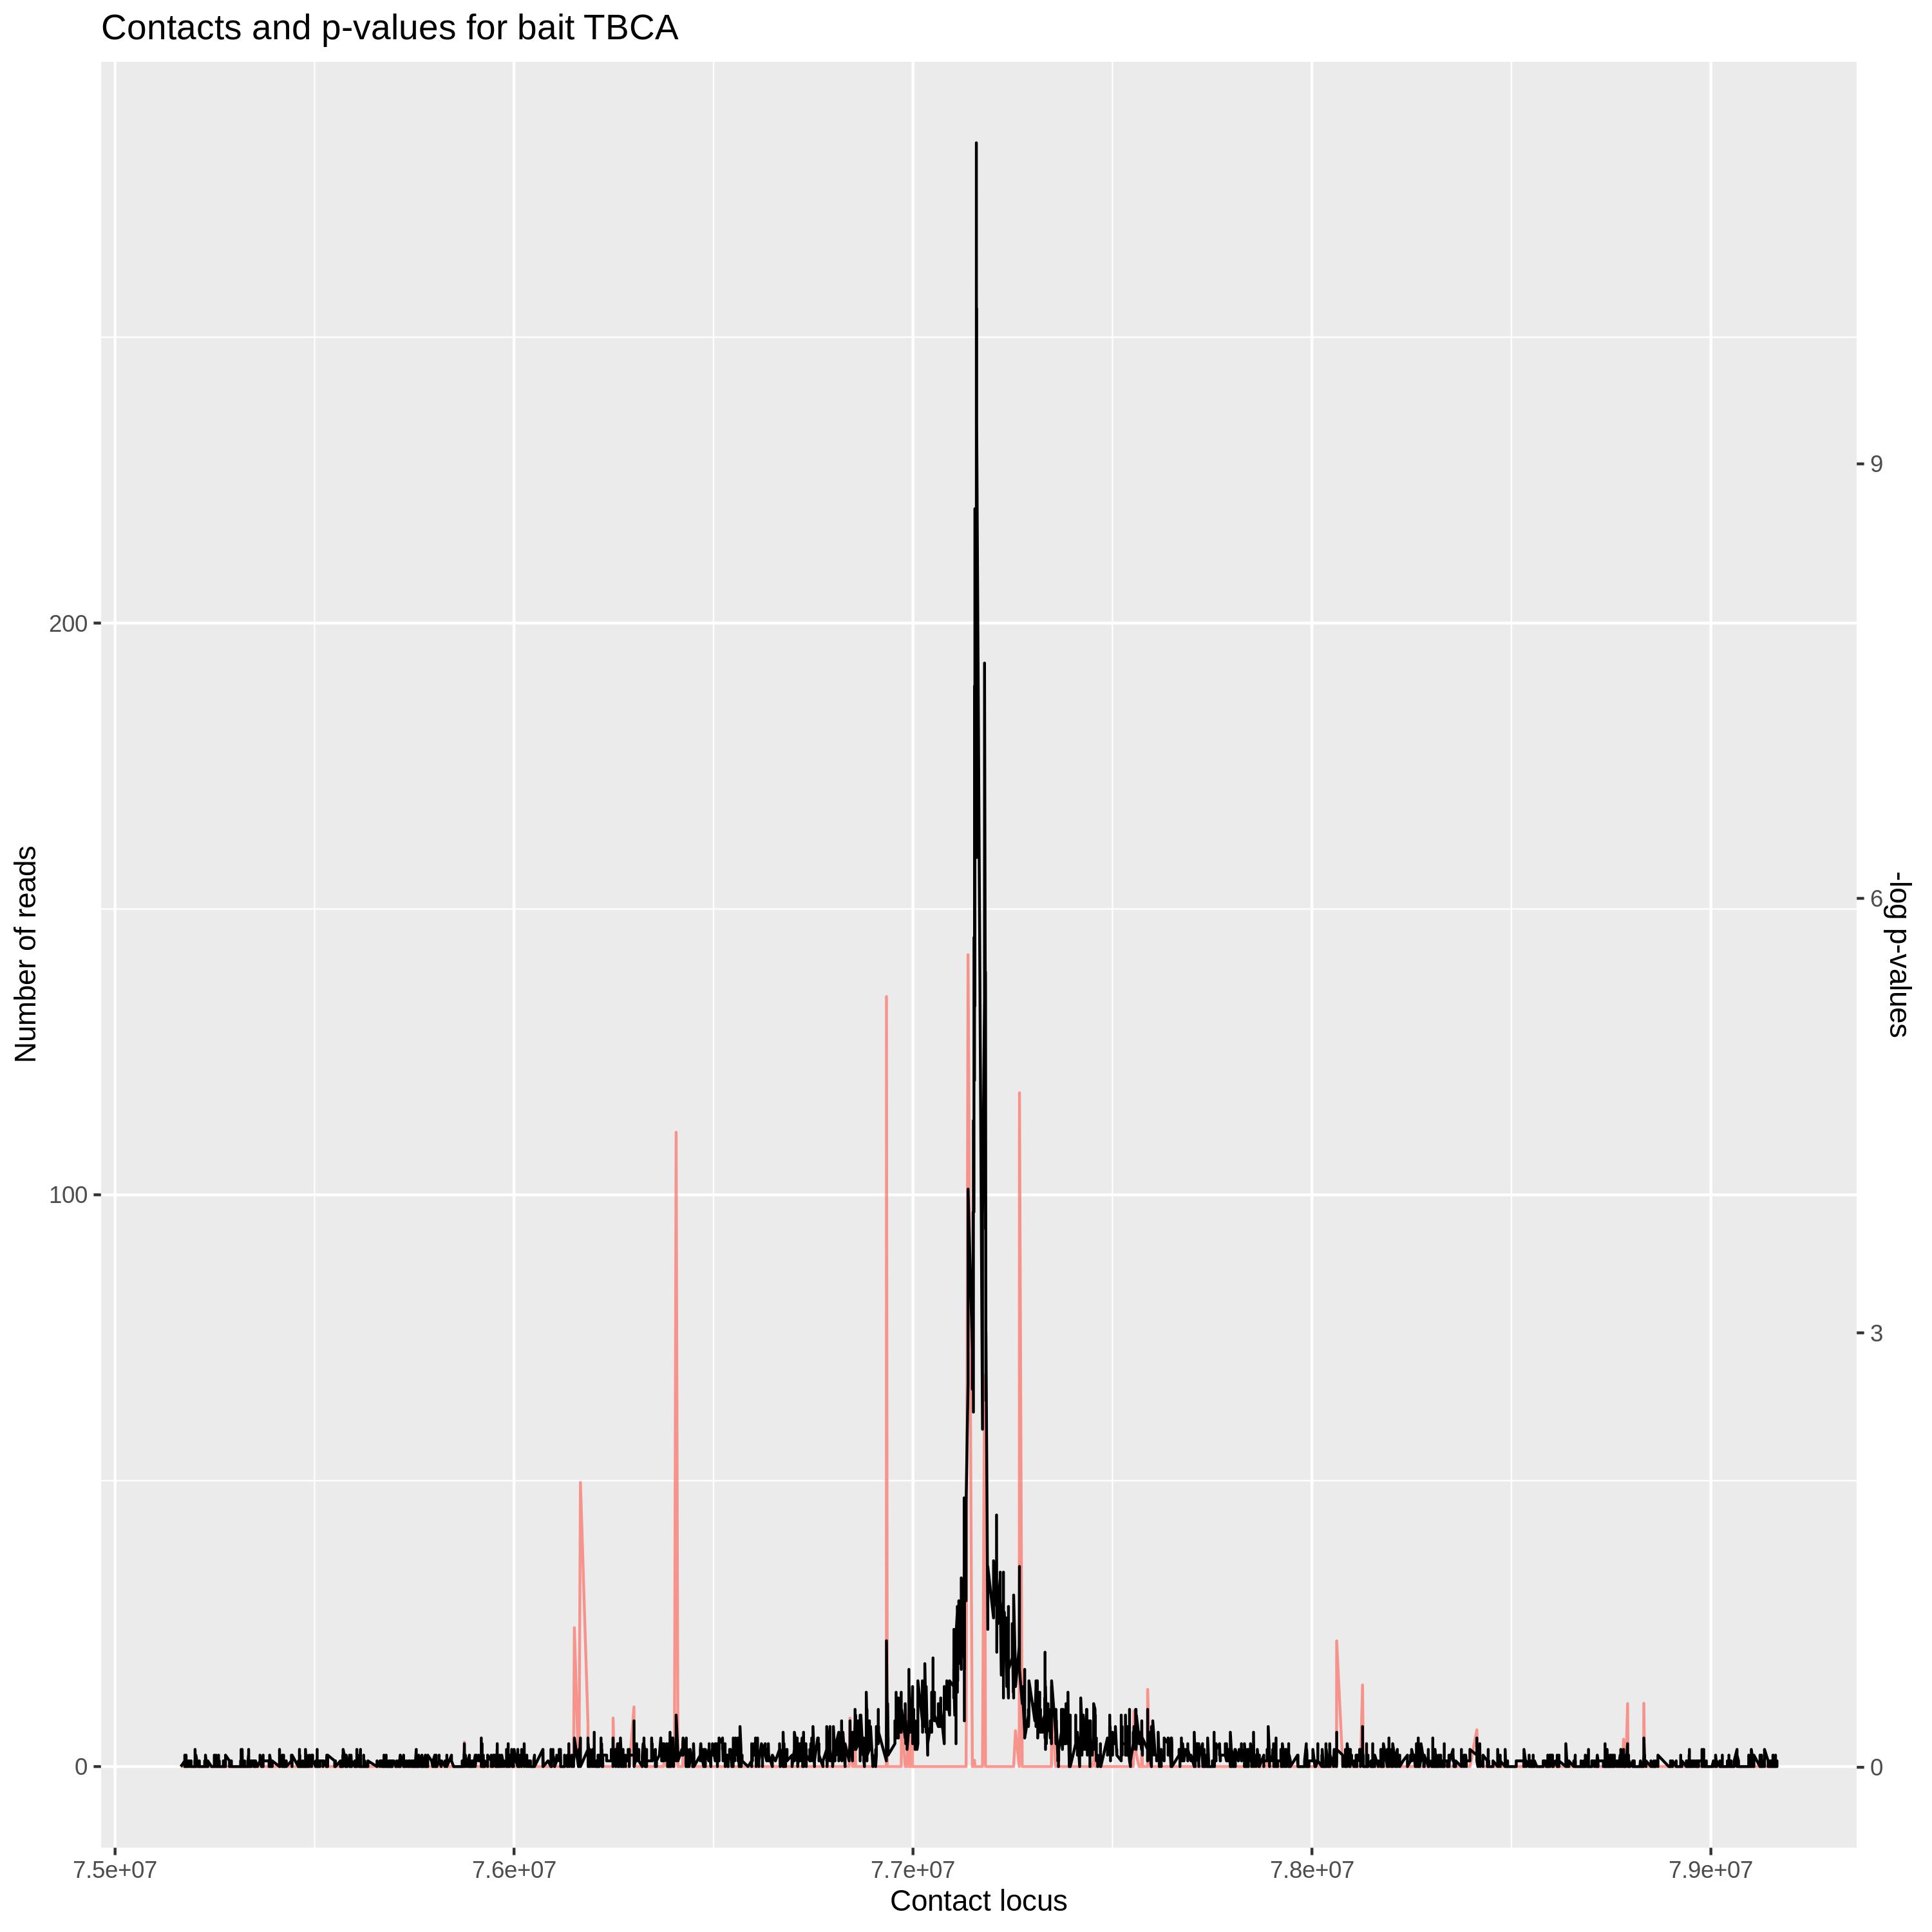 Contacts and p-values for bait TBCA
Number of reads
200
100
0
9
6
3
0
-log p-values
7.5e+07 7.6e+07 7.7e+07 7.8e+07 7.9e+07
Contact locus